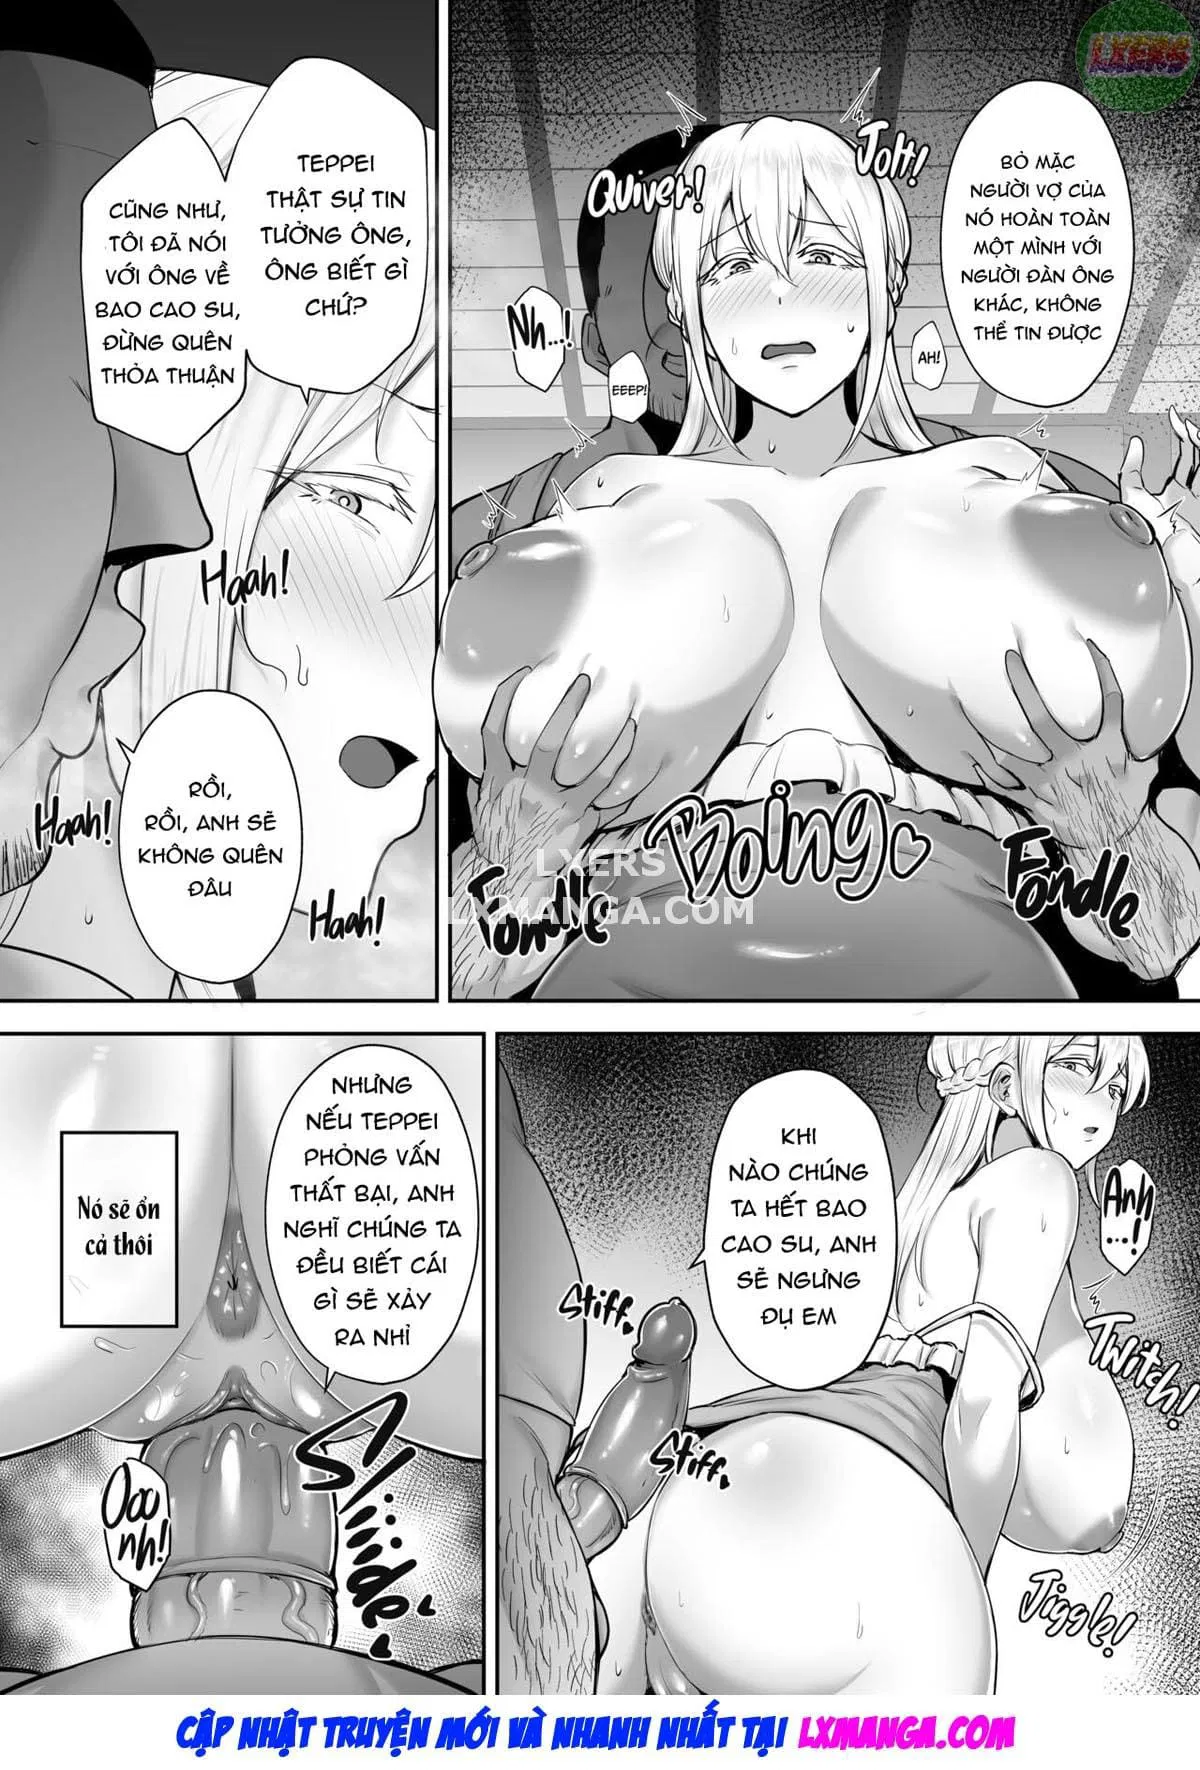 LXERS
BỎ MẶC
NGƯỜI VỢ CỦA
NÓ HOÀN TOÀN
MỘT MÌNH VỚI
NGƯỜI ĐÀN ÔNG
KHÁC, KHÔNG
THỂ TIN ĐƯỢC
Jolt!
Quiver!
Nh...!
EEEP!
AH!
Boing
Fondle
Fondle
LXERS
LXMANGA.COM
TEPPEI
THẬT SỰ TIN
TƯỞNG ÔNG,
ÔNG BIẾT GÌ
CHỨ?
CŨNG NHƯ,
TÔI ĐÃ NÓI
VỚI ÔNG VỀ
BAO CAO SU,
ĐỪNG QUÊN
THỎA THUẬN
Haah!
Haah!
Haah!
RỒI,
RỒI, ANH SẼ
KHÔNG QUÊN
ĐÂU
KHI
NÀO CHÚNG
TA HẾT BAO
CAO SU, ANH
SẼ NGƯNG
ĐỤ EM
Anh
...!
Twitch!
Jiggle!
Stiff
Stiff
NHƯNG
NẾU TEPPEI
PHỎNG VẤN
THẤT BẠI, ANH
NGHĨ CHÚNG TA
ĐỀU BIẾT CÁI
GÌ SẼ XẢY
RA NHỈ
Nó sẽ ổn
cả thôi
Sliiide
Ooo
nh!
CẬP NHẬT TRUYỆN MỚI VÀ NHANH NHẤT TẠI LXMANGA.COM